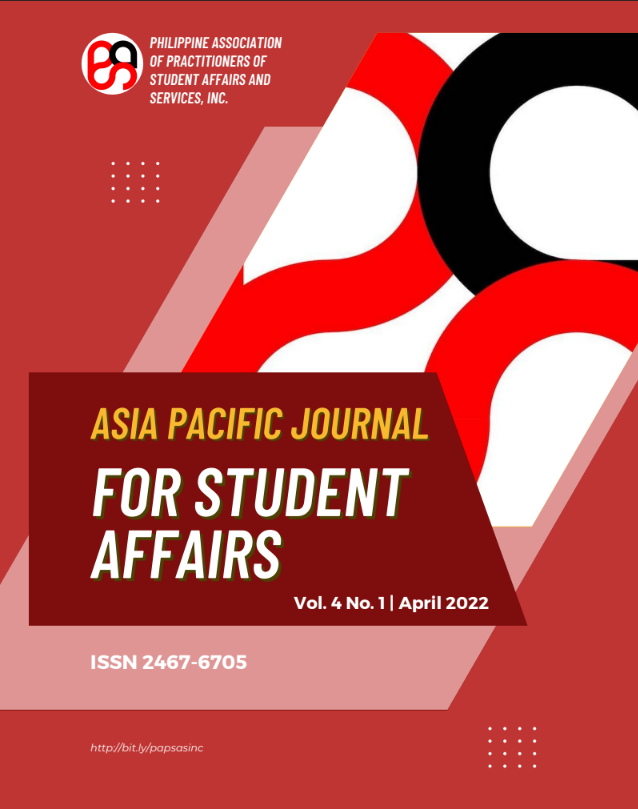 PHILIPPINE ASSOCIATION
OF PRACTITIONERS OF
STUDENT AFFAIRS AND
SERVICES, INC.
ASIA PACIFIC JOURNAL
FOR STUDENT
AFFAIRS
Vol. 4 No. 1 | April 2022
ISSN 2467-6705
http://bit.ly/papsasinc